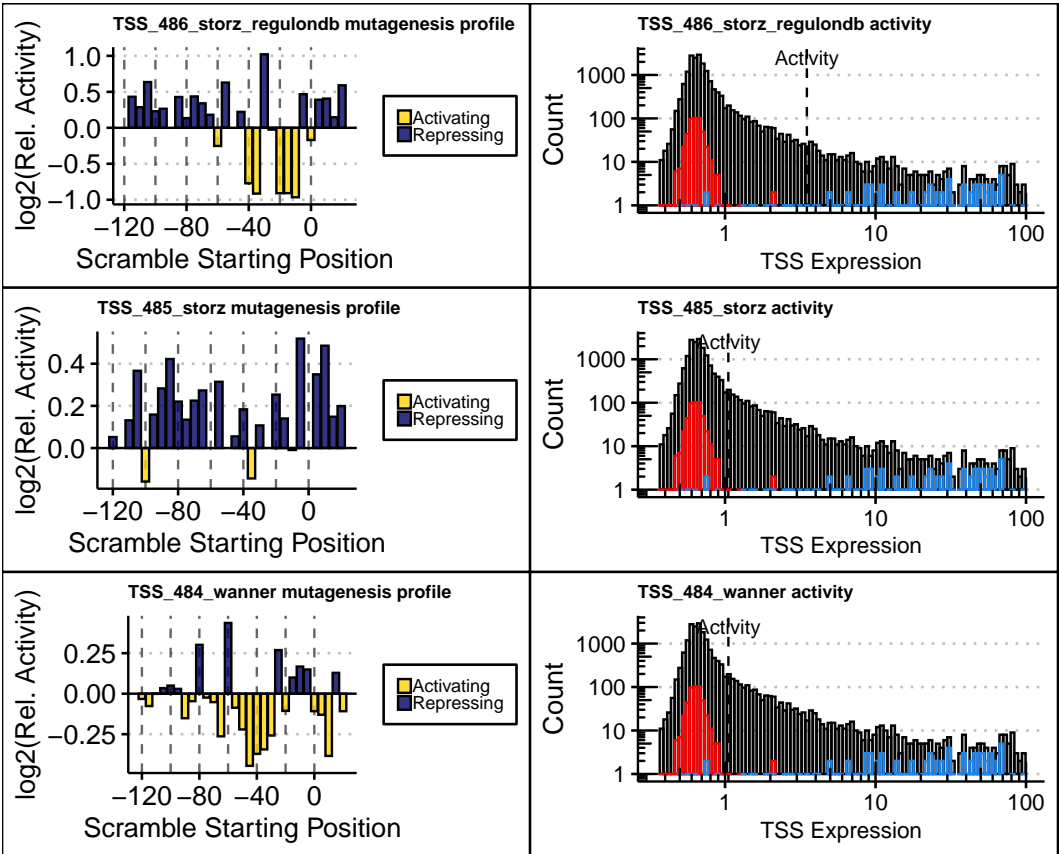 TSS_486_storz_regulondb mutagenesis profile
log2(Rel. Activity)
1.0
0.5
0.0
−0.5
−1.0
−120 −80 −40 0
Scramble Starting Position
Activating
Repressing
TSS_486_storz_regulondb activity
Activity
Count
1000
100
10
1
1 10 100
TSS Expression
TSS_485_storz mutagenesis profile
log2(Rel. Activity)
0.4
0.2
0.0
−120 −80 −40 0
Scramble Starting Position
Activating
Repressing
TSS_485_storz activity
Activity
Count
1000
100
10
1
1 10 100
TSS Expression
TSS_484_wanner mutagenesis profile
log2(Rel. Activity)
0.25
0.00
−0.25
−120 −80 −40 0
Scramble Starting Position
Activating
Repressing
TSS_484_wanner activity
Activity
Count
1000
100
10
1
1 10 100
TSS Expression